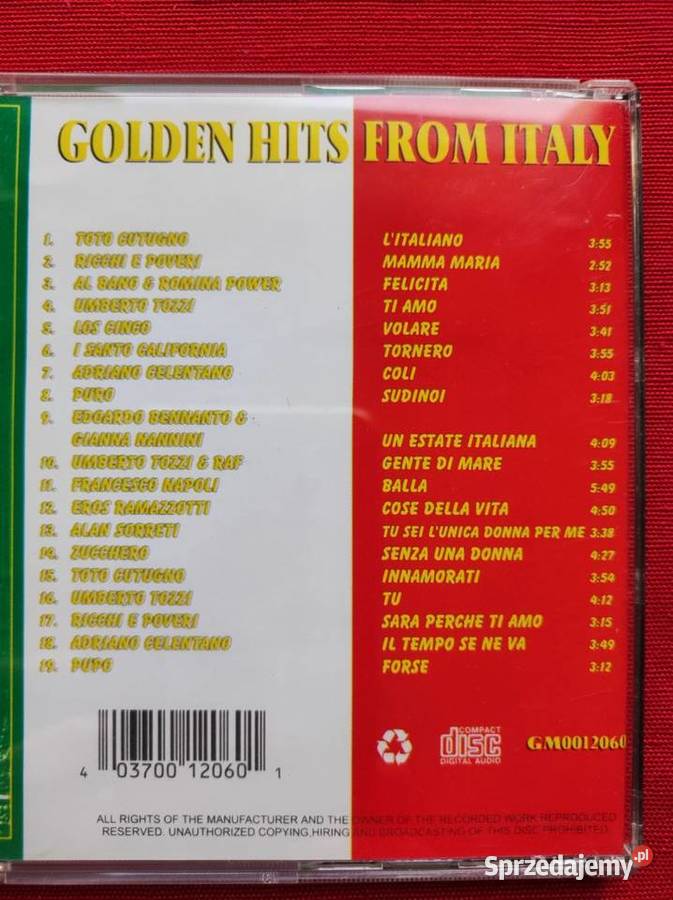 GOLDEN HITS FROM ITALY
1. TOTO CUTUGNO L'ITALIANO 3:55
2. RICCHI E POVERI MAMMA MARIA 2:52
3. AL BANO & ROMINA POWER FELICITA 3:13
4. UMBERTO TOZZI TI AMO 3:51
5. LOS CINCO VOLARE 3:41
6. I SANTO CALIFORNIA TORNERO 3:55
7. ADRIANO CELENTANO COLI 4:03
8. PURO SUDINOI 3:18
9. EDOARDO BENNANTO &
GIANNA NANNINI UN ESTATE ITALIANA 4:09
10. UMBERTO TOZZI & RAF GENTE DI MARE 3:55
11. FRANCESCO NAPOLI BALLA 5:49
12. EROS RAMAZZOTTI COSE DELLA VITA 4:50
13. ALAN SORRETI TU SEI L'UNICA DONNA PER ME 3:38
14. ZUCCHERO SENZA UNA DONNA 4:27
15. TOTO CUTUGNO INNAMORATI 3:54
16. UMBERTO TOZZI TU 4:12
17. RICCHI E POVERI SARA PERCHE TI AMO 3:15
18. ADRIANO CELENTANO IL TEMPO SE NE VA 3:49
19. PUPO FORSE 3:12
COMPACT
disc
DIGITAL AUDIO
GM0012060
4 03700 12060 1
ALL RIGHTS OF THE MANUFACTURER AND THE OWNER OF THE RECORDED WORK REPRODUCED
RESERVED. UNAUTHORIZED COPYING,HIRING AND BROADCASTING OF THIS DISC PROHIBITED.
Sprzedajemy.pl